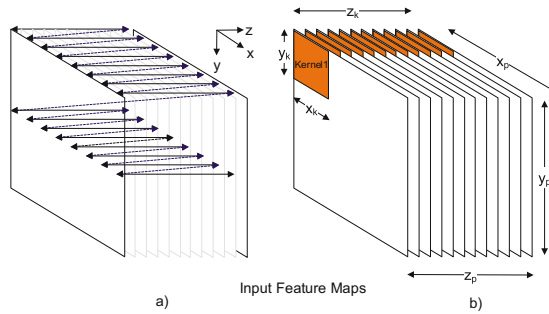 z
x
y
z_k
y_k
Kernel1
x_k
x_p
y_p
z_p
Input Feature Maps
a)
b)